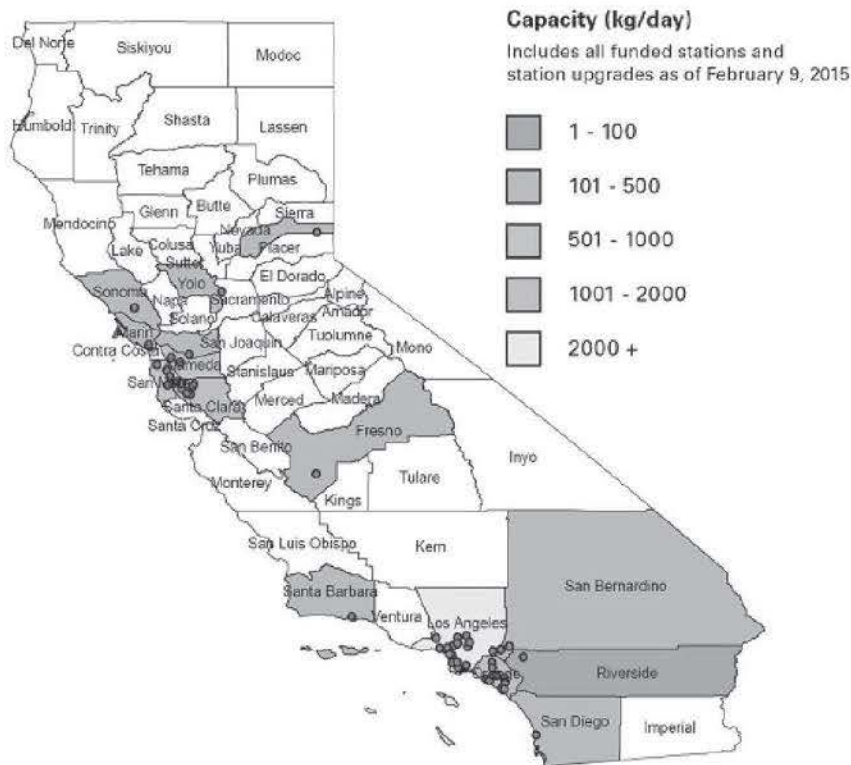 Capacity (kg/day)
Includes all funded stations and
station upgrades as of February 9, 2015
1 - 100
101 - 500
501 - 1000
1001 - 2000
2000 +
Del Norte
Siskiyou
Modoc
Humboldt
Trinity
Shasta
Lassen
Tehama
Plumas
Glenn
Butte
Sierra
Mendocino
Nevada
Lake
Colusa
Yuba
Placer
Sutter
Yolo
El Dorado
Sonoma
Napa
Sacramento
Alpine
Amador
Solano
Calaveras
Marin
Tuolumne
Contra Costa
San Joaquin
Mono
Alameda
Stanislaus
Mariposa
San Mateo
Merced
Madera
Santa Clara
Santa Cruz
Fresno
San Benito
Inyo
Monterey
Tulare
Kings
San Luis Obispo
Kern
San Bernardino
Santa Barbara
Ventura
Los Angeles
Orange
Riverside
San Diego
Imperial